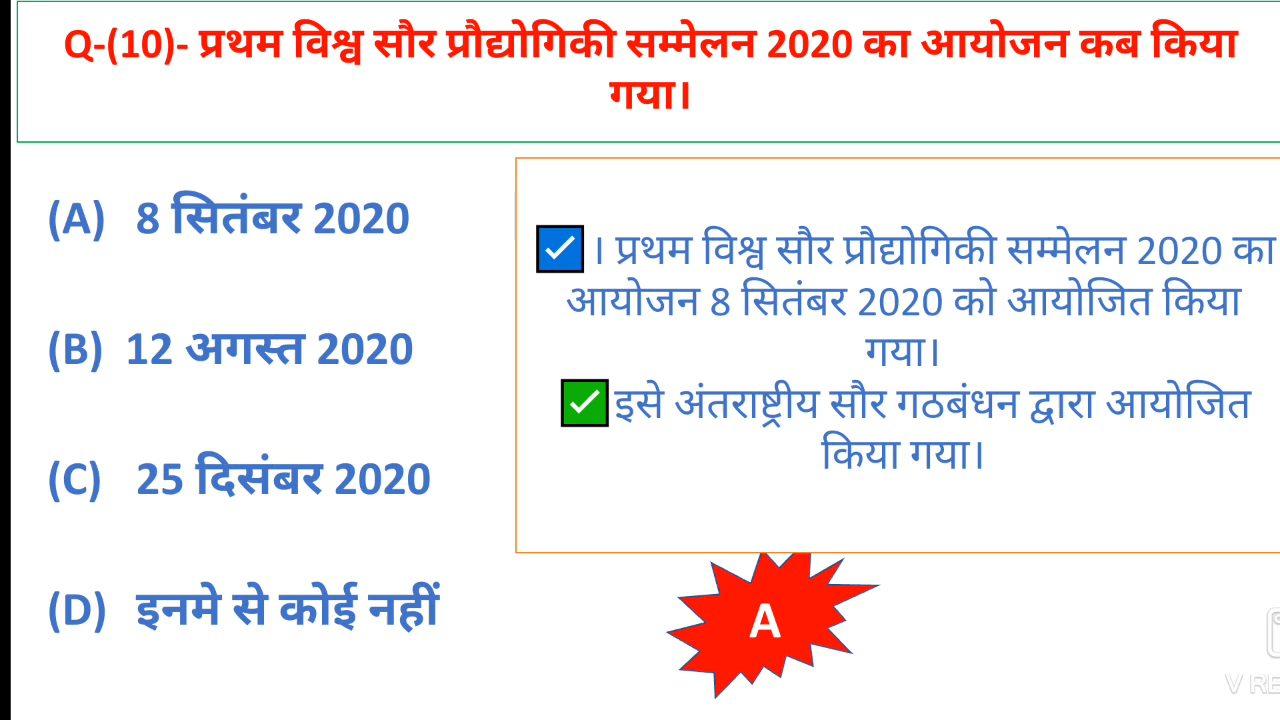 Q-(10)- प्रथम विश्व सौर प्रौद्योगिकी सम्मेलन 2020 का आयोजन कब किया
गया।
(A) 8 सितंबर 2020
(B) 12 अगस्त 2020
(C) 25 दिसंबर 2020
(D) इनमे से कोई नहीं
। प्रथम विश्व सौर प्रौद्योगिकी सम्मेलन 2020 का
आयोजन 8 सितंबर 2020 को आयोजित किया
गया।
इसे अंतराष्ट्रीय सौर गठबंधन द्वारा आयोजित
किया गया।
A